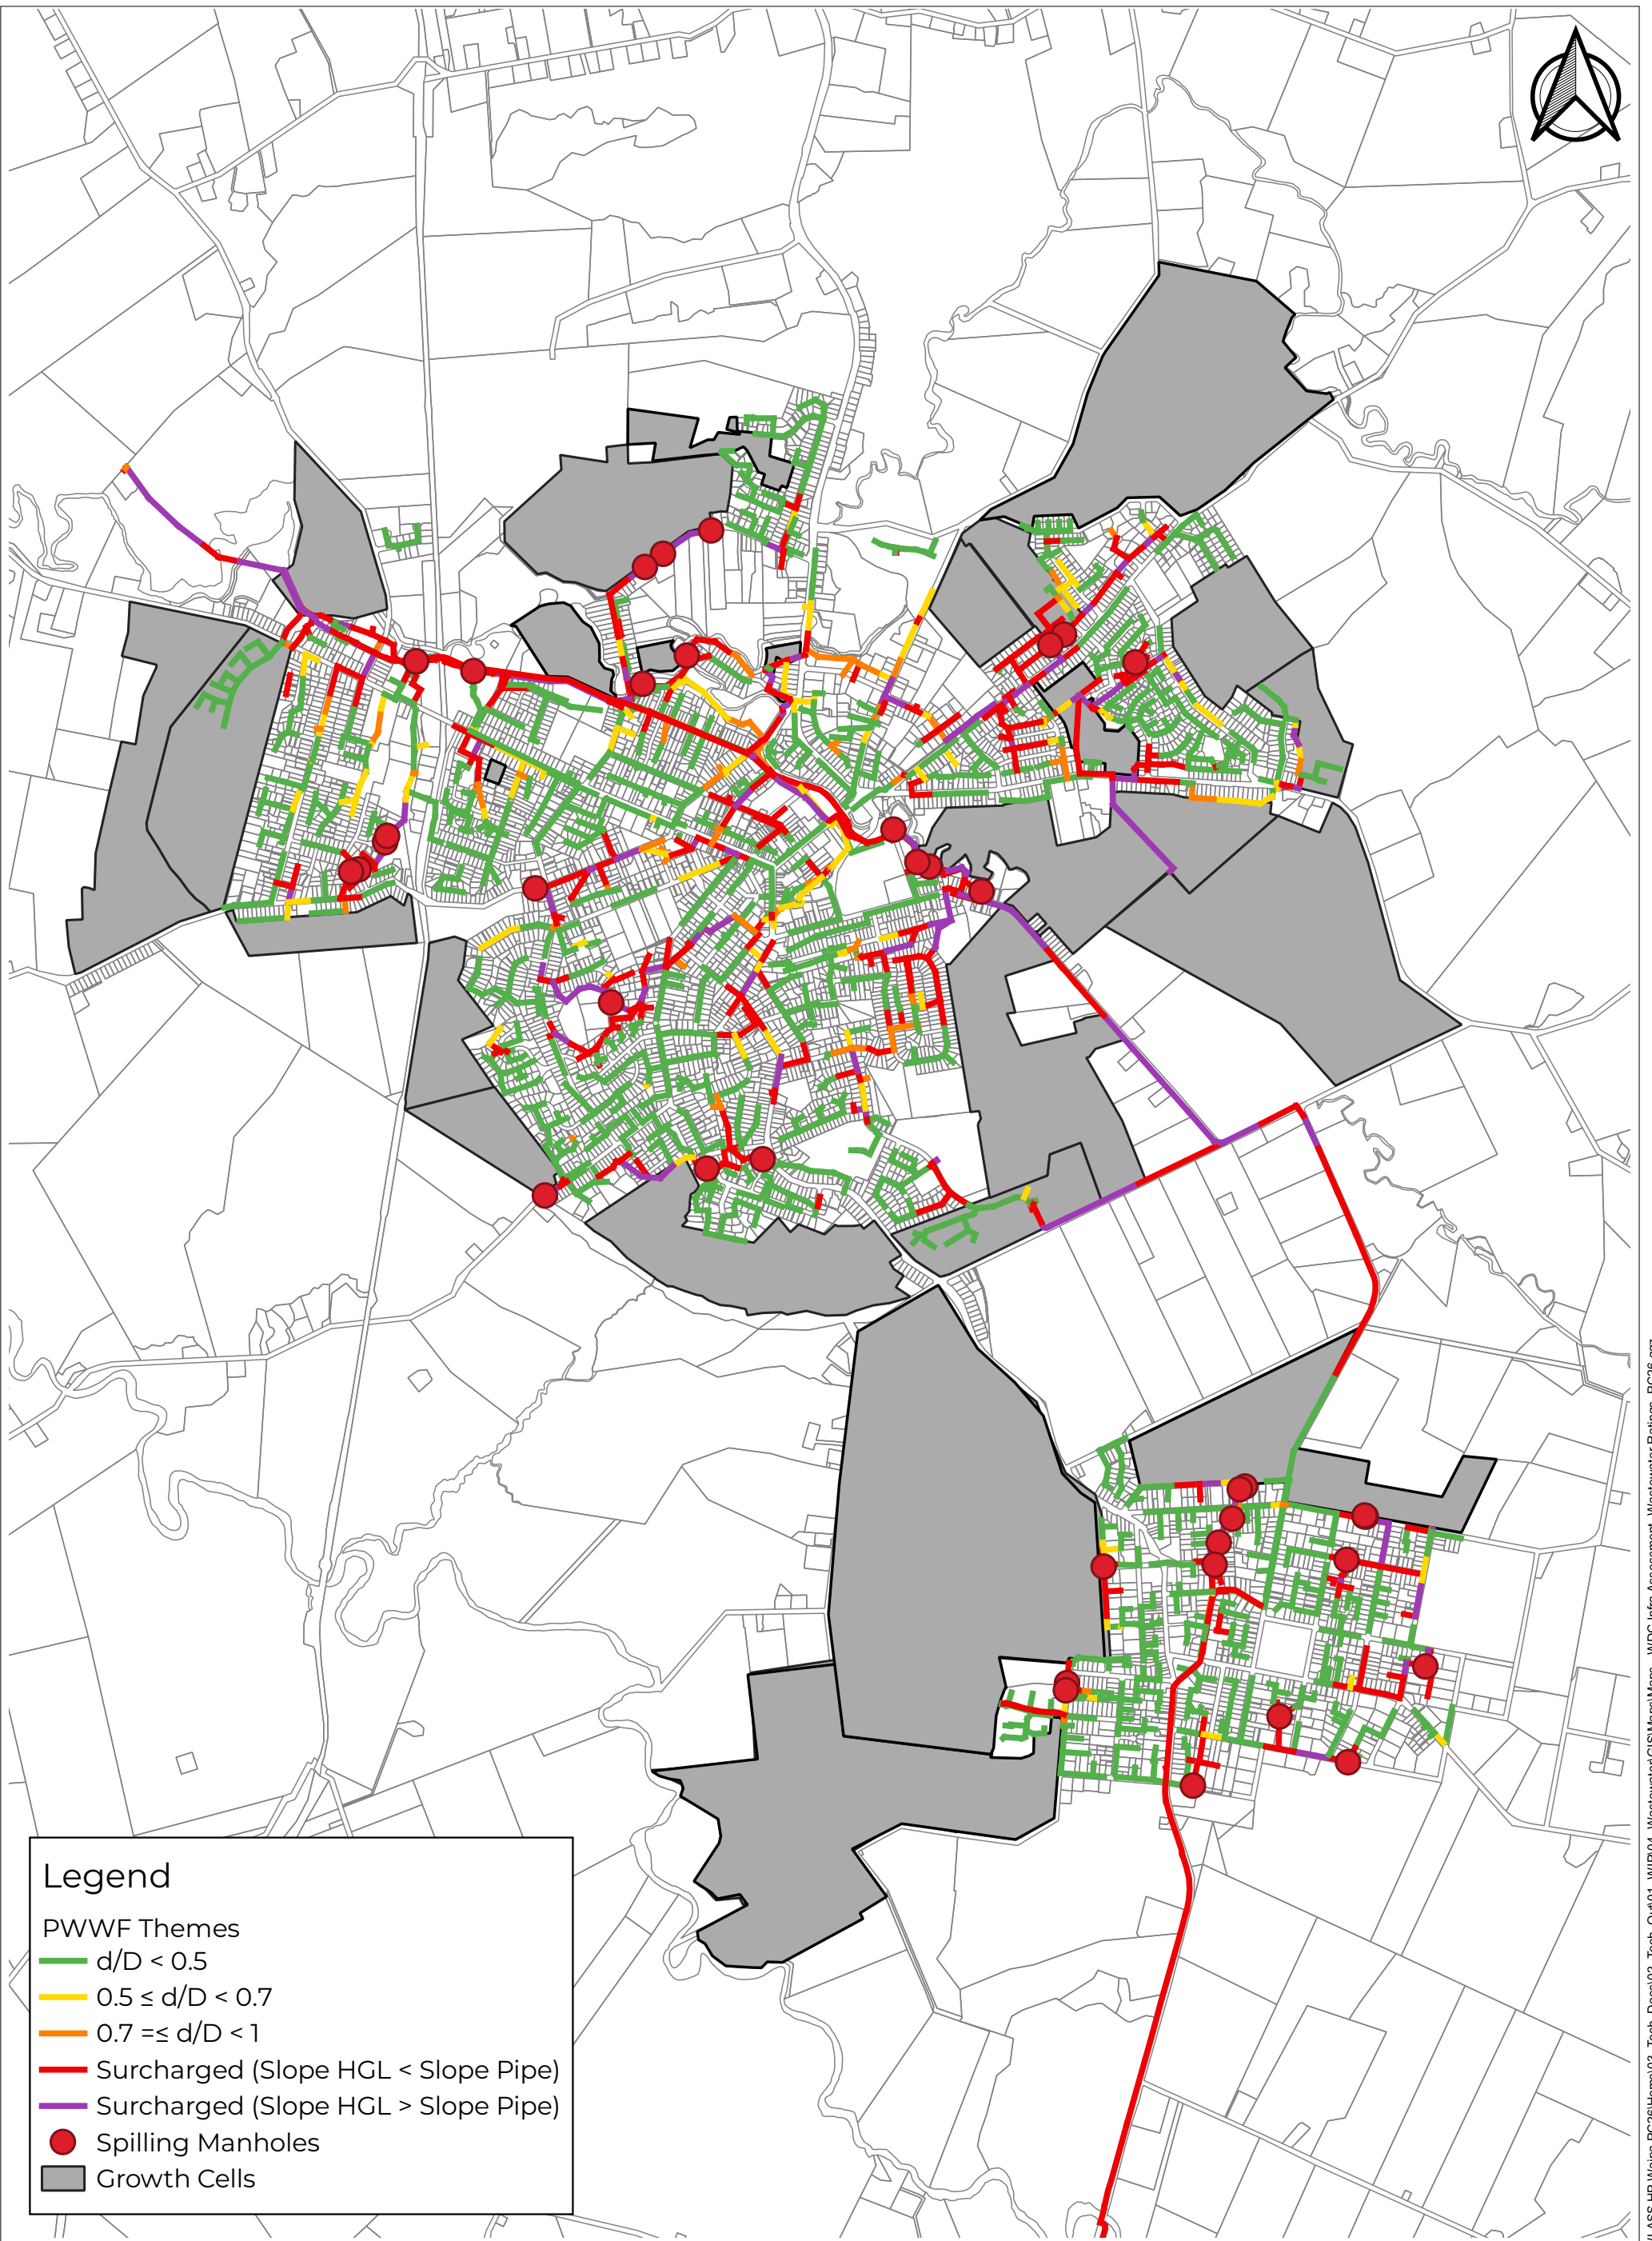 Legend
PWWF Themes
d/D < 0.5
0.5 ≤ d/D < 0.7
0.7 =≤ d/D < 1
Surcharged (Slope HGL < Slope Pipe)
Surcharged (Slope HGL > Slope Pipe)
Spilling Manholes
Growth Cells